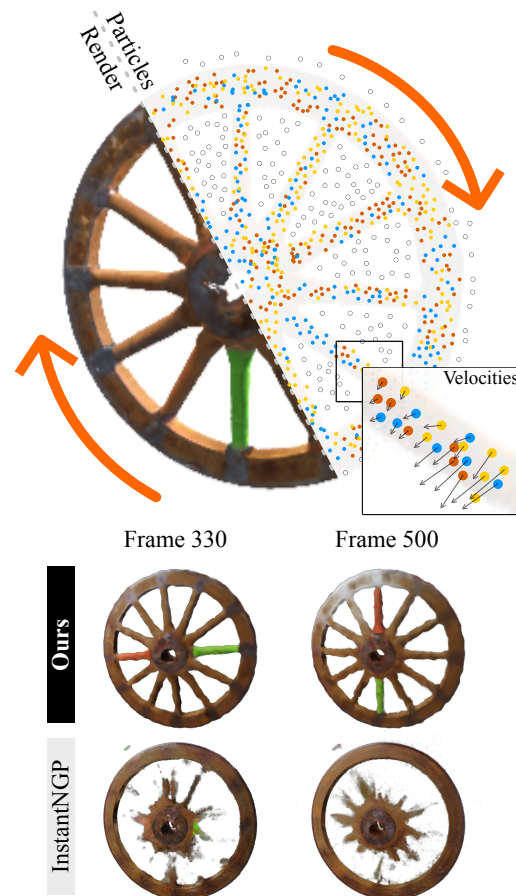 Particles
Render
Velocities
Frame 330
Frame 500
Ours
InstantNGP